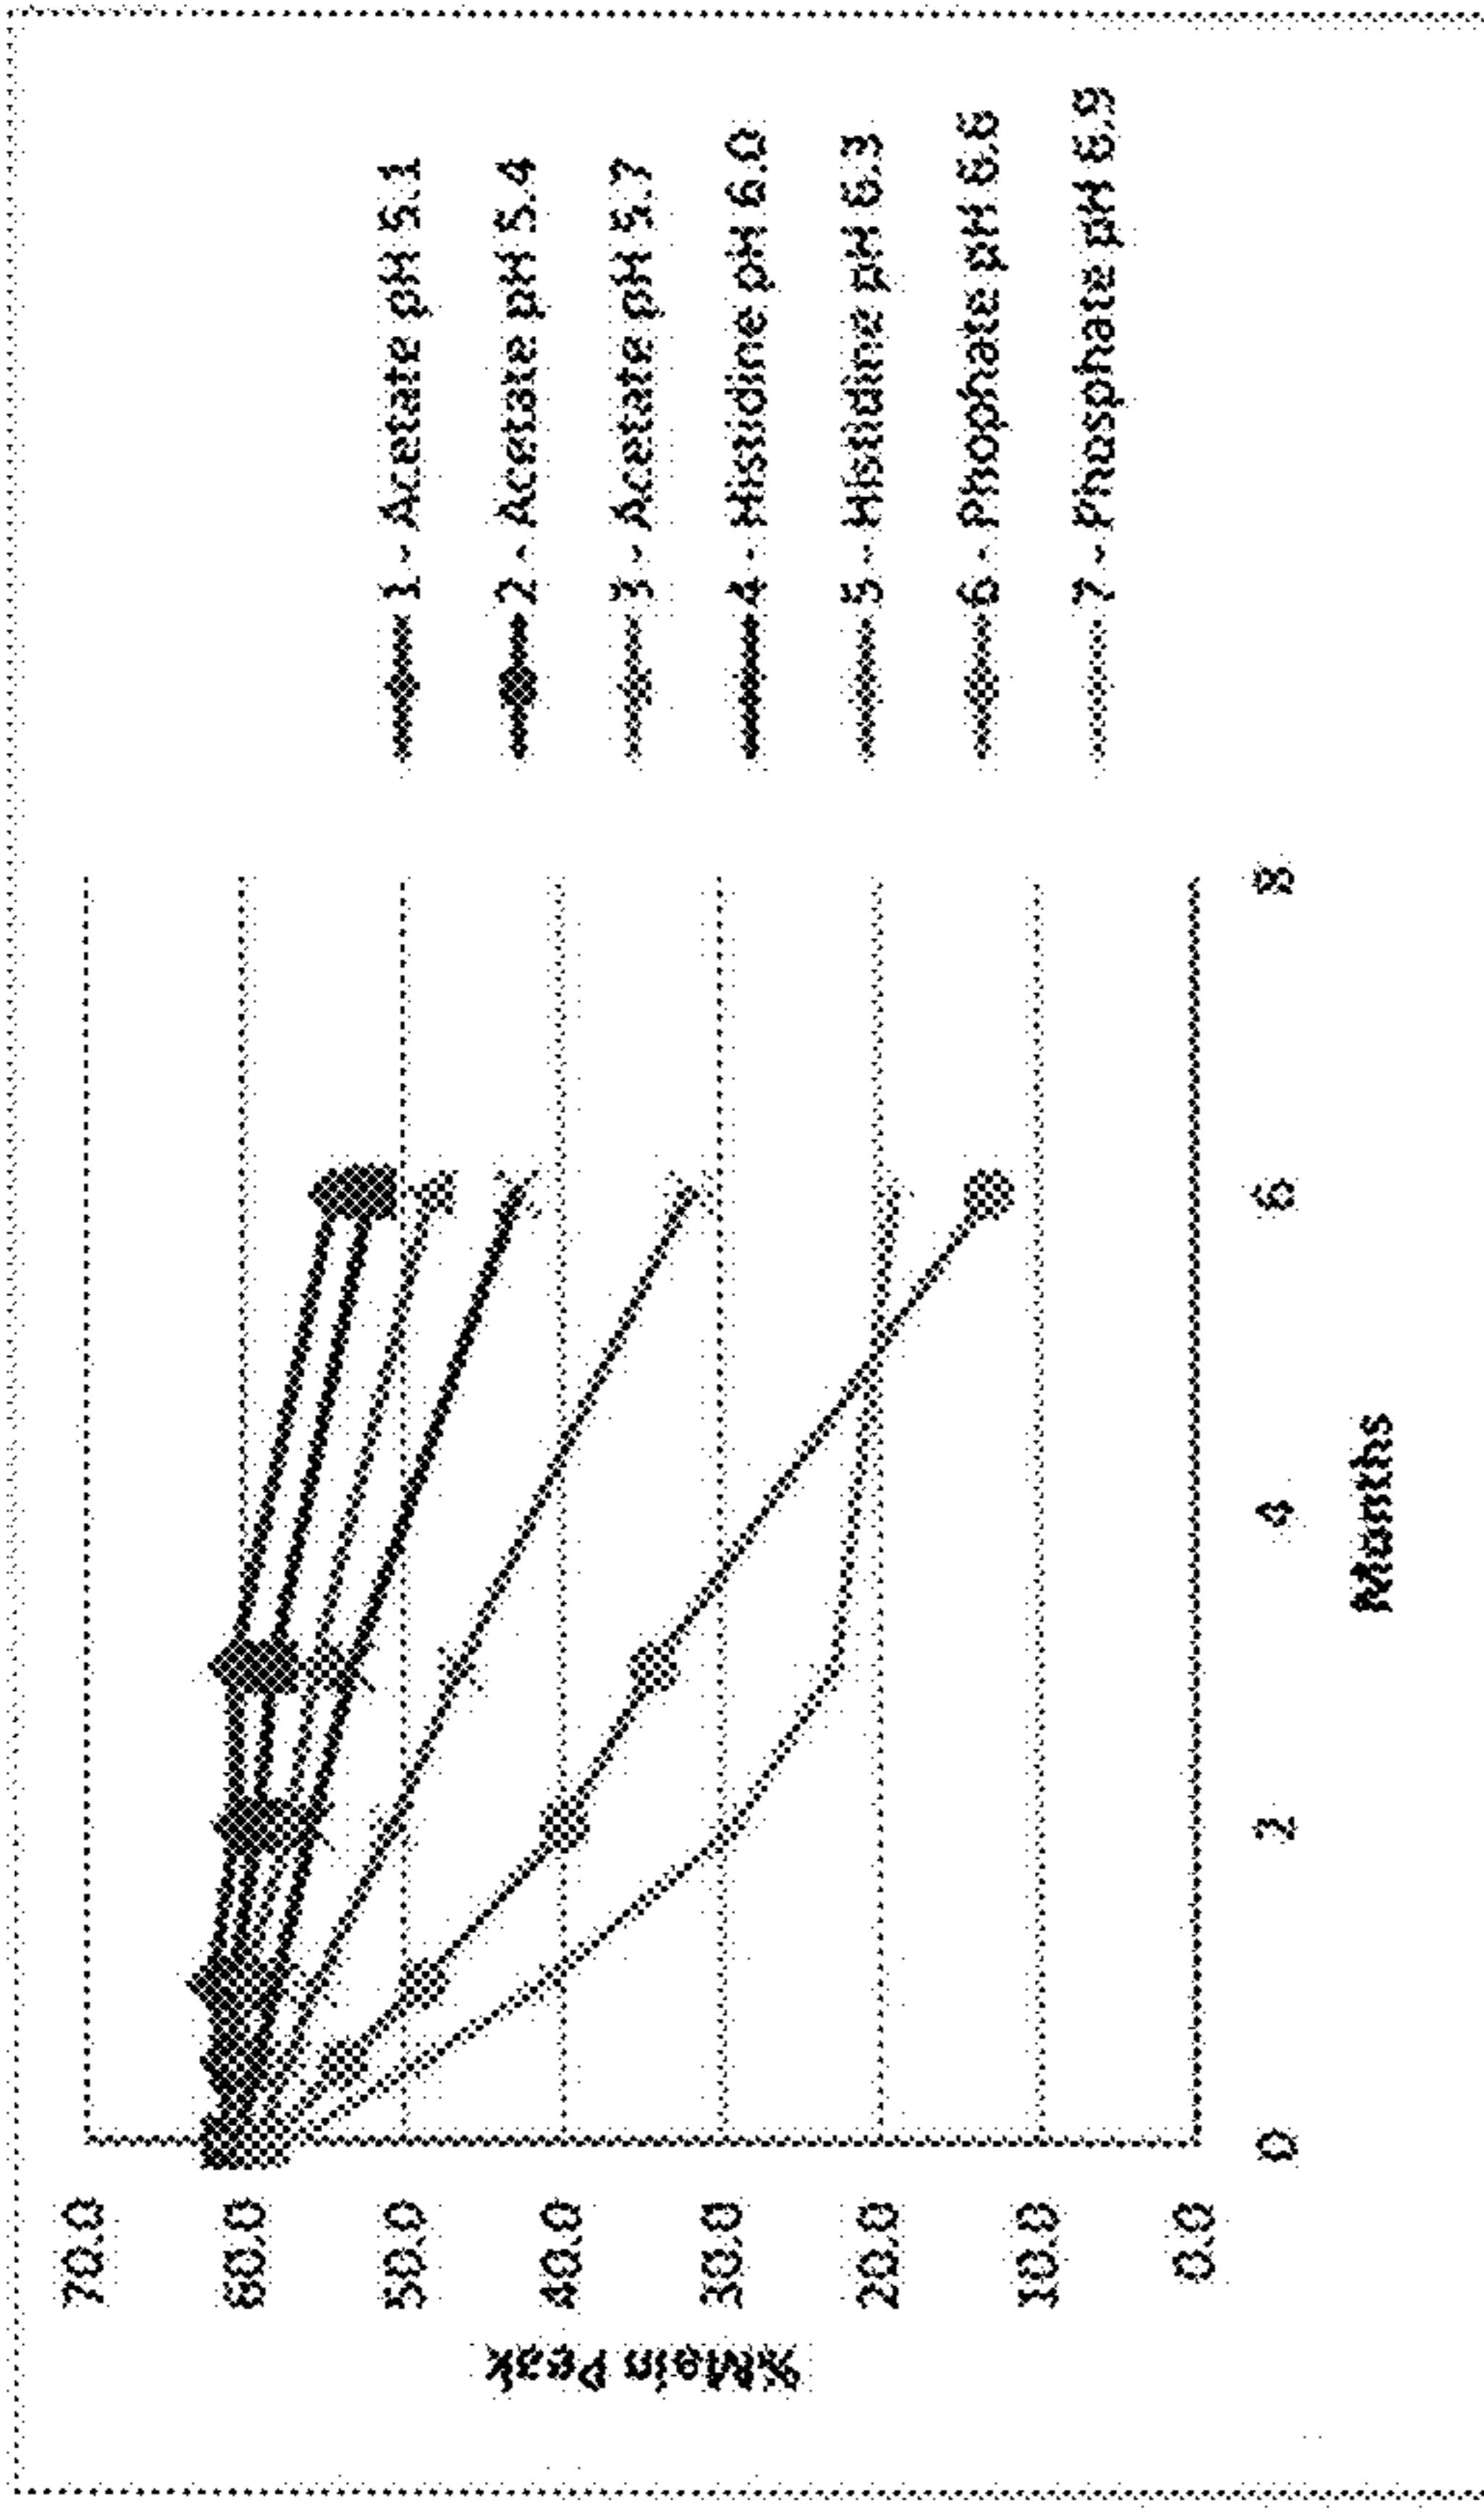 %Main Peak
70.0
60.0
50.0
40.0
30.0
20.0
10.0
0.0
0
2
4
6
8
Months
1 - Acetate pH 5.1
2 - Acetate pH 5.4
3 - Acetate pH 5.7
4 - Histidine pH 6.0
5 - Histidine pH 6.3
6 - Phosphate pH 6.6
7 - Phosphate pH 6.9